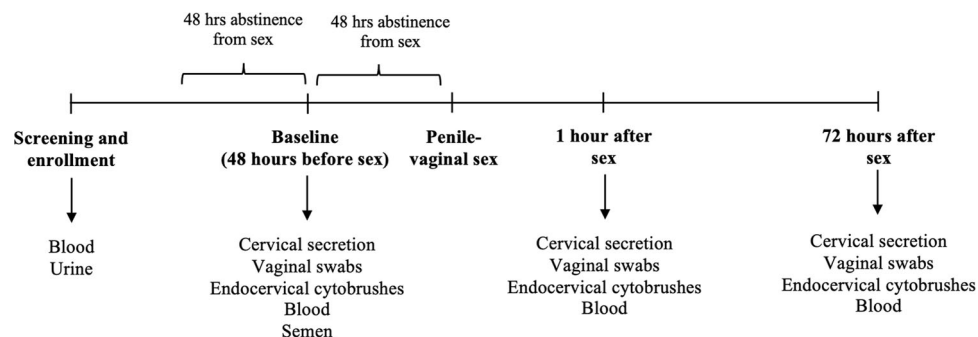 48 hrs abstinence
from sex
48 hrs abstinence
from sex
Screening and
enrollment
Baseline
(48 hours before sex)
Penile-
vaginal sex
1 hour after
sex
72 hours after
sex
Blood
Urine
Cervical secretion
Vaginal swabs
Endocervical cytobrushes
Blood
Semen
Cervical secretion
Vaginal swabs
Endocervical cytobrushes
Blood
Cervical secretion
Vaginal swabs
Endocervical cytobrushes
Blood